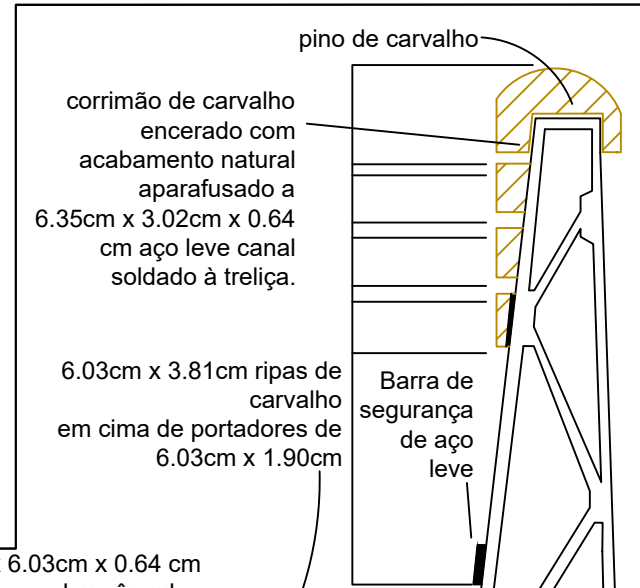 pino de carvalho
corrimão de carvalho
encerado com
acabamento natural
aparafusado a
6.35cm x 3.02cm x 0.64
cm aço leve canal
soldado à treliça.
6.03cm x 3.81cm ripas de
carvalho
em cima de portadores de
6.03cm x 1.90cm
Barra de
segurança
de aço
leve
6.03cm x 0.64 cm